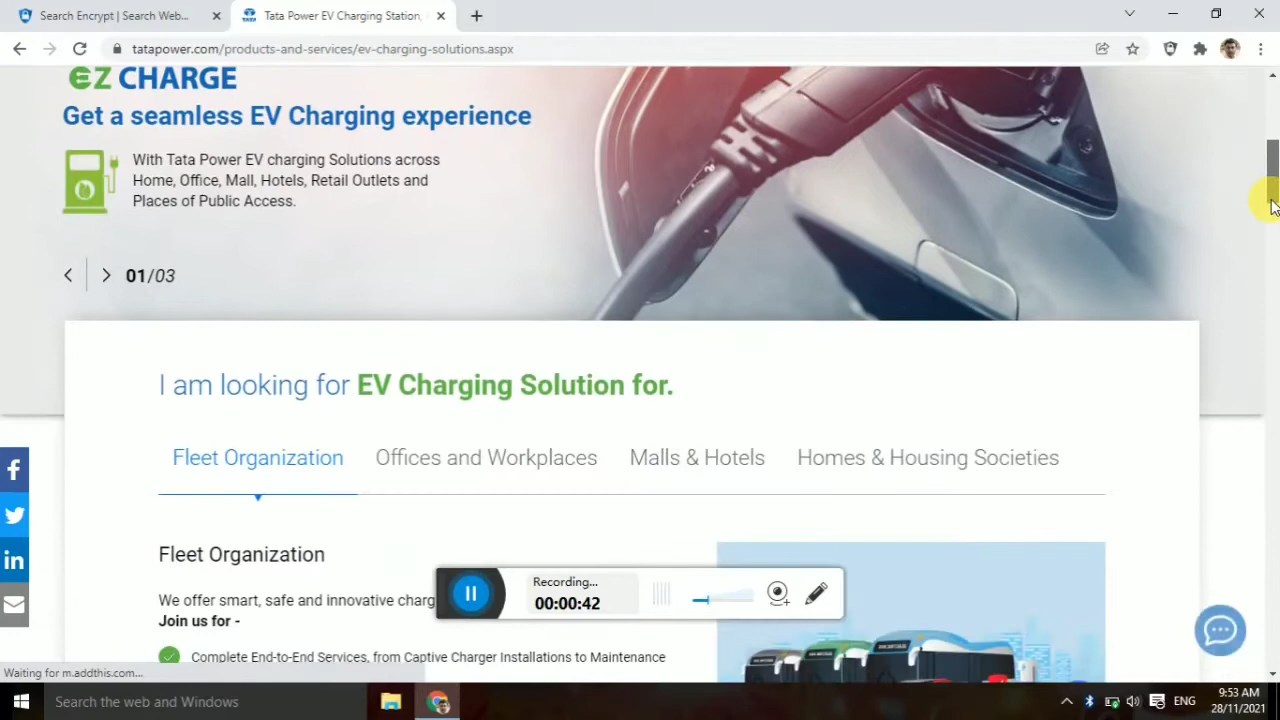 Search Encrypt | Search Web...
Tata Power EV Charging Station,
tatapower.com/products-and-services/ev-charging-solutions.aspx
EZ CHARGE
Get a seamless EV Charging experience
With Tata Power EV charging Solutions across
Home, Office, Mall, Hotels, Retail Outlets and
Places of Public Access.
01/03
I am looking for EV Charging Solution for.
Fleet Organization Offices and Workplaces Malls & Hotels Homes & Housing Societies
Fleet Organization
We offer smart, safe and innovative charg
Join us for -
Complete End-to-End Services, from Captive Charger Installations to Maintenance
Recording...
00:00:42
Waiting for m.addthis.com...
Search the web and Windows
ENG
9:53 AM
28/11/2021